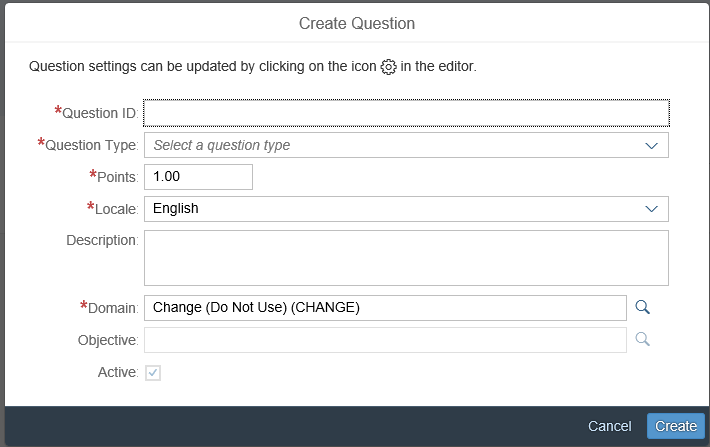 Create Question
Question settings can be updated by clicking on the icon in the editor.
*Question ID:
*Question Type: Select a question type
*Points: 1.00
*Locale: English
Description:
*Domain: Change (Do Not Use) (CHANGE)
Objective:
Active:
Cancel Create